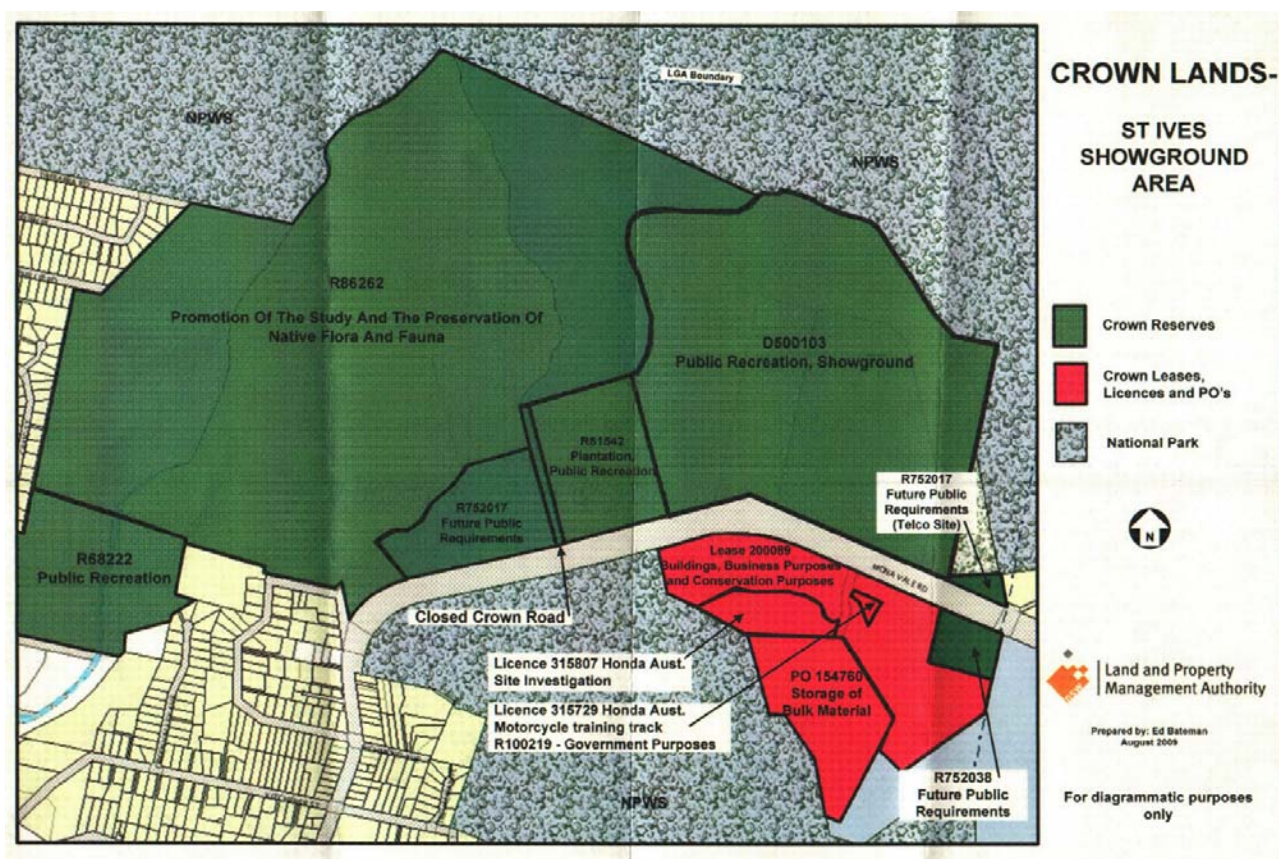 CROWN LANDS-
ST IVES
SHOWGROUND
AREA
LGA Boundary
NPWS
NPWS
R86262
Promotion Of The Study And The Preservation Of
Native Flora And Fauna
D500103
Public Recreation, Showground
R81542
Plantation,
Public Recreation
R752017
Future Public
Requirements
R752017
Future Public
Requirements
(Telco Site)
R68222
Public Recreation
Closed Crown Road
Lease 200089
Buildings, Business Purposes
and Conservation Purposes
MONA VALE RD
Licence 315807 Honda Aust.
Site Investigation
Licence 315729 Honda Aust.
Motorcycle training track
R100219 - Government Purposes
PO 154760
Storage of
Bulk Material
R752038
Future Public
Requirements
NPWS
Crown Reserves
Crown Leases,
Licences and PO's
National Park
N
Land and Property
Management Authority
Prepared by: Ed Bateman
August 2009
For diagrammatic purposes
only